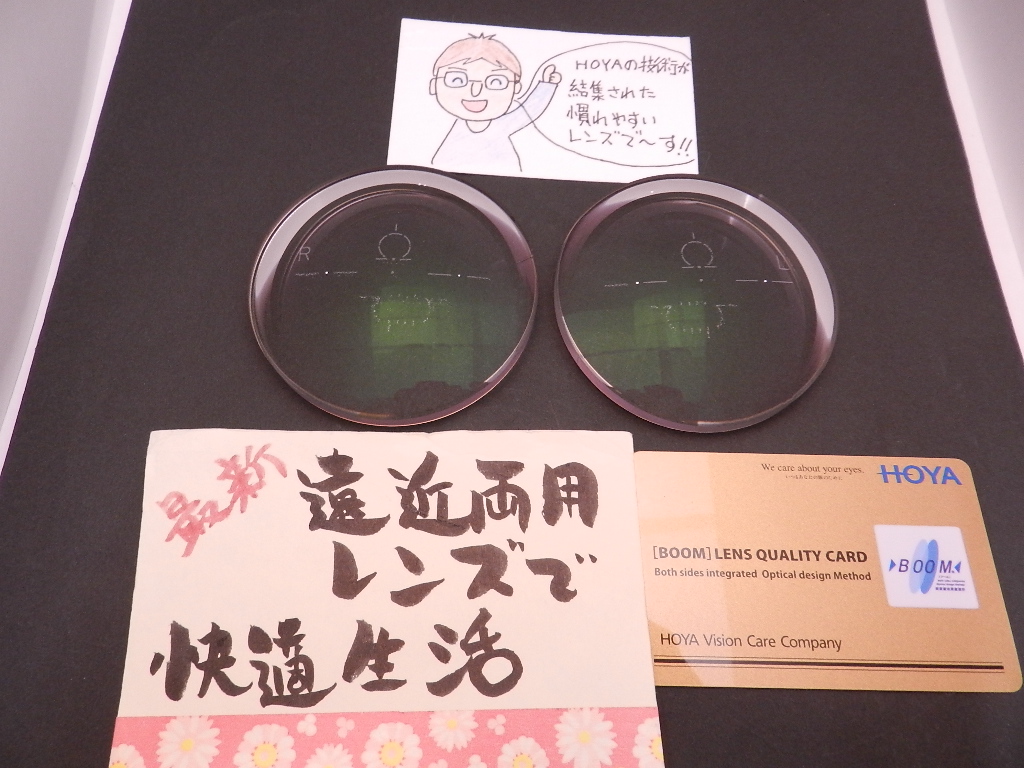 HOYAの技術が
結集された
慣れやすい
レンズで〜す!!
R
L
最新
遠近両用
レンズで
快適生活
We care about your eyes.
HOYA
[BOOM] LENS QUALITY CARD
Both sides integrated Optical design Method
BOOM
HOYA Vision Care Company